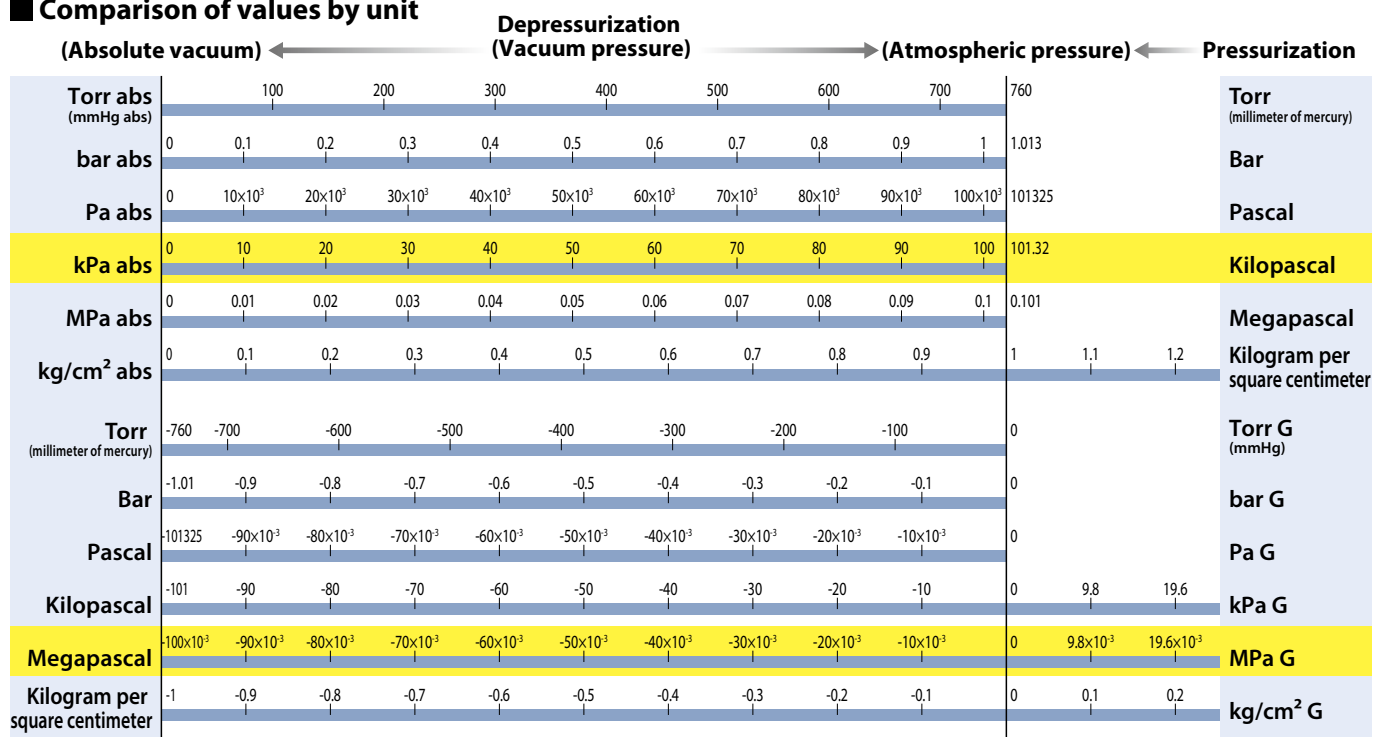 ■ Comparison of values by unit
Depressurization
(Absolute vacuum) (Vacuum pressure) (Atmospheric pressure) Pressurization
Torr abs 100 200 300 400 500 600 700 760 Torr
(mmHg abs) (millimeter of mercury)
bar abs 0 0.1 0.2 0.3 0.4 0.5 0.6 0.7 0.8 0.9 1 1.013 Bar
Pa abs 0 10×10³ 20×10³ 30×10³ 40×10³ 50×10³ 60×10³ 70×10³ 80×10³ 90×10³ 100×10³ 101325 Pascal
kPa abs 0 10 20 30 40 50 60 70 80 90 100 101.32 Kilopascal
MPa abs 0 0.01 0.02 0.03 0.04 0.05 0.06 0.07 0.08 0.09 0.1 0.101 Megapascal
kg/cm² abs 0 0.1 0.2 0.3 0.4 0.5 0.6 0.7 0.8 0.9 1 1.1 1.2 Kilogram per
square centimeter
Torr -760 -700 -600 -500 -400 -300 -200 -100 0 Torr G
(millimeter of mercury) (mmHg)
Bar -1.01 -0.9 -0.8 -0.7 -0.6 -0.5 -0.4 -0.3 -0.2 -0.1 0 bar G
Pascal -101325 -90×10⁻³ -80×10⁻³ -70×10⁻³ -60×10⁻³ -50×10⁻³ -40×10⁻³ -30×10⁻³ -20×10⁻³ -10×10⁻³ 0 Pa G
Kilopascal -101 -90 -80 -70 -60 -50 -40 -30 -20 -10 0 9.8 19.6 kPa G
Megapascal -100×10⁻³ -90×10⁻³ -80×10⁻³ -70×10⁻³ -60×10⁻³ -50×10⁻³ -40×10⁻³ -30×10⁻³ -20×10⁻³ -10×10⁻³ 0 9.8×10⁻³ 19.6×10⁻³ MPa G
Kilogram per -1 -0.9 -0.8 -0.7 -0.6 -0.5 -0.4 -0.3 -0.2 -0.1 0 0.1 0.2 kg/cm² G
square centimeter